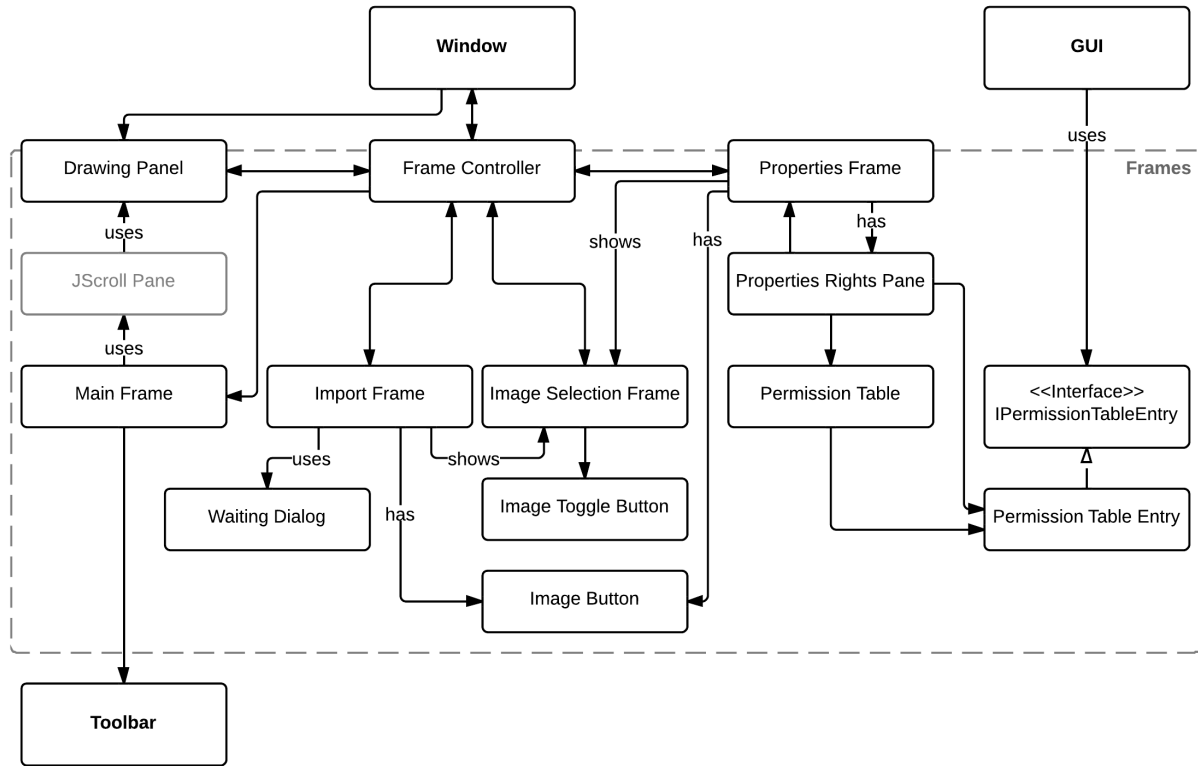 Window
GUI
uses
Frames
Drawing Panel
Frame Controller
Properties Frame
uses
shows
has
has
JScroll Pane
Properties Rights Pane
uses
Main Frame
Import Frame
Image Selection Frame
Permission Table
<<Interface>>
IPermissionTableEntry
uses
shows
has
Waiting Dialog
Image Toggle Button
Permission Table Entry
Image Button
Toolbar